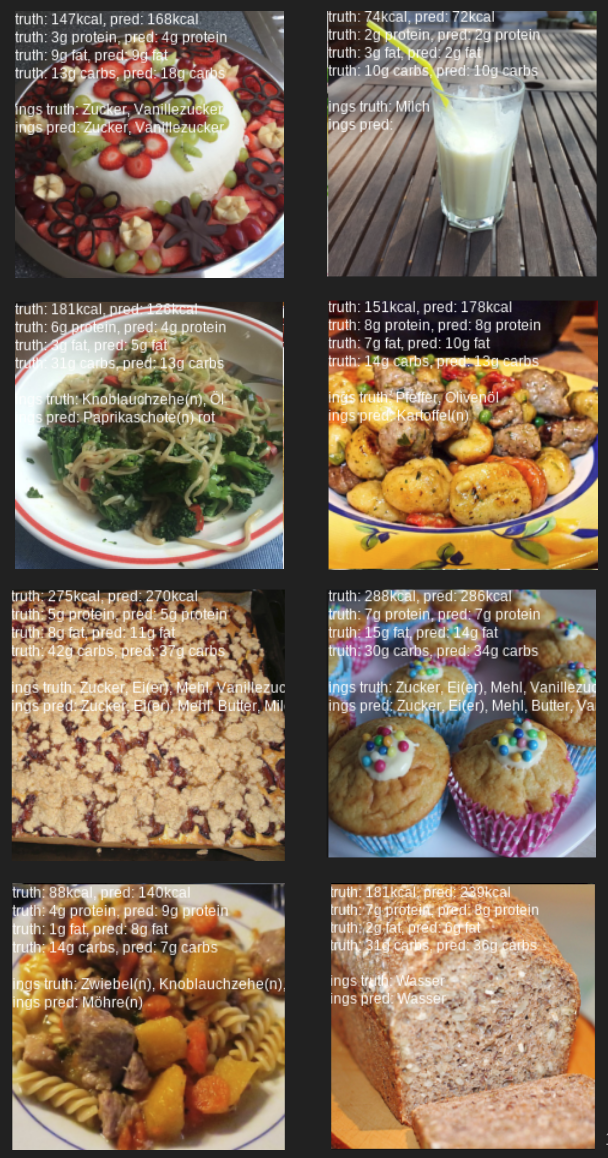 truth: 147kcal, pred: 168kcal
truth: 3g protein, pred: 4g protein
truth: 9g fat, pred: 9g fat
truth: 13g carbs, pred: 18g carbs
ings truth: Zucker, Vanillezucker
ings pred: Zucker, Vanillezucker
truth: 74kcal, pred: 72kcal
truth: 2g protein, pred: 2g protein
truth: 3g fat, pred: 2g fat
truth: 10g carbs, pred: 10g carbs
ings truth: Milch
ings pred:
truth: 181kcal, pred: 126kcal
truth: 6g protein, pred: 4g protein
truth: 3g fat, pred: 5g fat
truth: 31g carbs, pred: 13g carbs
ings truth: Knoblauchzehe(n), Öl
ings pred: Paprikaschote(n) rot
truth: 151kcal, pred: 178kcal
truth: 8g protein, pred: 8g protein
truth: 7g fat, pred: 10g fat
truth: 14g carbs, pred: 13g carbs
ings truth: Pfeffer, Olivenöl
ings pred: Kartoffel(n)
truth: 275kcal, pred: 270kcal
truth: 5g protein, pred: 5g protein
truth: 8g fat, pred: 11g fat
truth: 42g carbs, pred: 37g carbs
ings truth: Zucker, Ei(er), Mehl, Vanillezuc
ings pred: Zucker, Ei(er), Mehl, Butter, Mil
truth: 288kcal, pred: 286kcal
truth: 7g protein, pred: 7g protein
truth: 15g fat, pred: 14g fat
truth: 30g carbs, pred: 34g carbs
ings truth: Zucker, Ei(er), Mehl, Vanillezuc
ings pred: Zucker, Ei(er), Mehl, Butter, Va
truth: 88kcal, pred: 140kcal
truth: 4g protein, pred: 9g protein
truth: 1g fat, pred: 8g fat
truth: 14g carbs, pred: 7g carbs
ings truth: Zwiebel(n), Knoblauchzehe(n),
ings pred: Möhre(n)
truth: 181kcal, pred: 239kcal
truth: 7g protein, pred: 8g protein
truth: 2g fat, pred: 6g fat
truth: 31g carbs, pred: 36g carbs
ings truth: Wasser
ings pred: Wasser